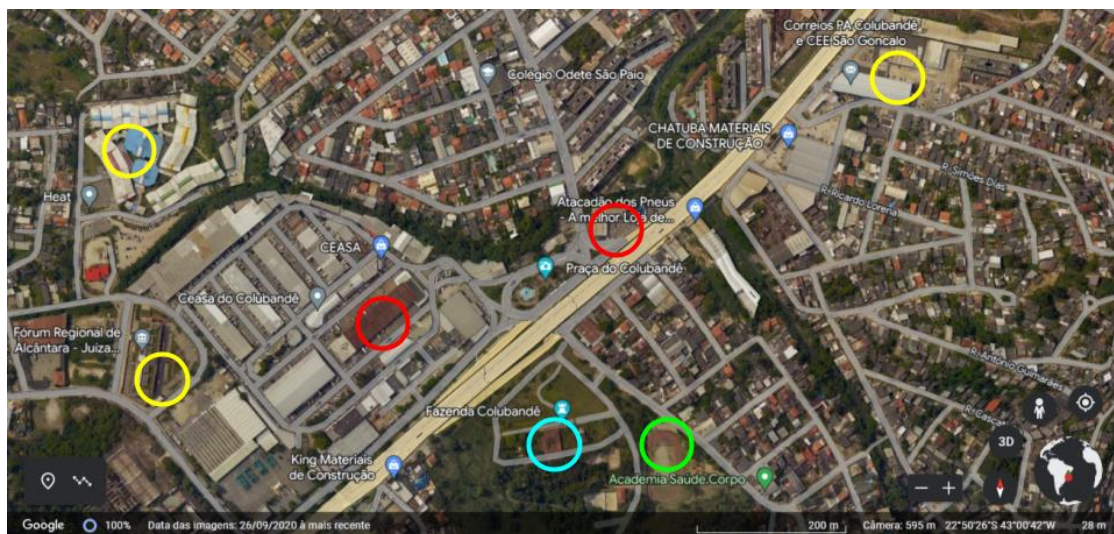 Correios PA Colubandê
e CEE São Gonçalo
Colégio Odete São Paio
CHATUBA MATERIAIS
DE CONSTRUÇÃO
R. Simões Dias
R. Ricardo Lorena
Heat
Atacadão dos Pneus
- A melhor Loja de...
CEASA
Praça do Colubandê
Ceasa do Colubandê
Fórum Regional de
Alcântara - Juiza...
R. Antônio Guimarães
Fazenda Colubandê
R. Cascat
3D
King Materiais
de Construção
Academia Saúde.Corpo
Google 100% Data das imagens: 26/09/2020 à mais recente 200 m Câmera: 595 m 22°50'26"S 43°00'42"W 28 m